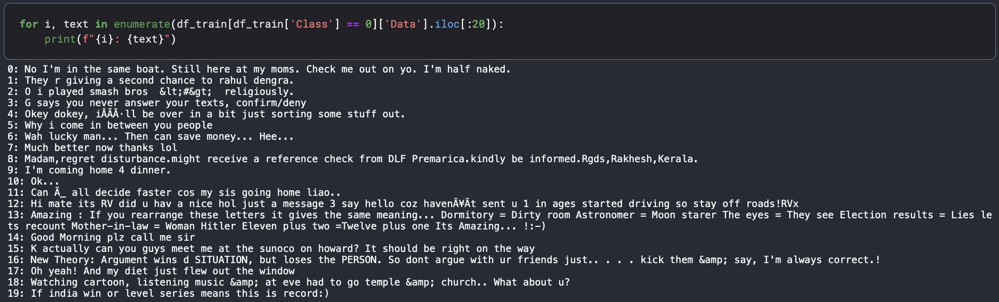 for i, text in enumerate(df_train[df_train['Class'] == 0]['Data'].iloc[:20]):
    print(f"{i}: {text}")
0: No I'm in the same boat. Still here at my moms. Check me out on yo. I'm half naked.
1: They r giving a second chance to rahul dengra.
2: O i played smash bros  &lt;#&gt;  religiously.
3: G says you never answer your texts, confirm/deny
4: Okey dokey, iÂÃÃ·ll be over in a bit just sorting some stuff out.
5: Why i come in between you people
6: Wah lucky man... Then can save money... Hee...
7: Much better now thanks lol
8: Madam,regret disturbance.might receive a reference check from DLF Premarica.kindly be informed.Rgds,Rakhesh,Kerala.
9: I'm coming home 4 dinner.
10: Ok...
11: Can Ã_ all decide faster cos my sis going home liao..
12: Hi mate its RV did u hav a nice hol just a message 3 say hello coz havenÃ¥Ãt sent u 1 in ages started driving so stay off roads!RVx
13: Amazing : If you rearrange these letters it gives the same meaning... Dormitory = Dirty room Astronomer = Moon starer The eyes = They see Election results = Lies le
ts recount Mother-in-law = Woman Hitler Eleven plus two =Twelve plus one Its Amazing... !:-)
14: Good Morning plz call me sir
15: K actually can you guys meet me at the sunoco on howard? It should be right on the way
16: New Theory: Argument wins d SITUATION, but loses the PERSON. So dont argue with ur friends just.. . . . kick them &amp; say, I'm always correct.!
17: Oh yeah! And my diet just flew out the window
18: Watching cartoon, listening music &amp; at eve had to go temple &amp; church.. What about u?
19: If india win or level series means this is record:)